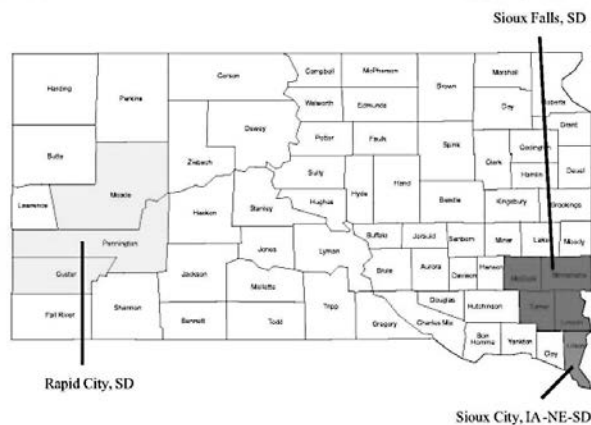 Sioux Falls, SD
Harding
Perkins
Corson
Campbell
McPherson
Brown
Marshall
Roberts
Walworth
Edmunds
Day
Grant
Dewey
Butte
Ziebach
Potter
Faulk
Spink
Clark
Codington
Deuel
Hamlin
Meade
Sully
Hyde
Hand
Lawrence
Haakon
Stanley
Hughes
Beadle
Kingsbury
Brookings
Pennington
Jones
Lyman
Buffalo
Jerauld
Sanborn
Miner
Lake
Moody
Custer
Jackson
Mellette
Brule
Aurora
Davison
Hanson
McCook
Minnehaha
Fall River
Shannon
Bennett
Todd
Tripp
Gregory
Charles Mix
Douglas
Hutchinson
Turner
Lincoln
Bon
Homme
Yankton
Clay
Union
Rapid City, SD
Sioux City, IA-NE-SD